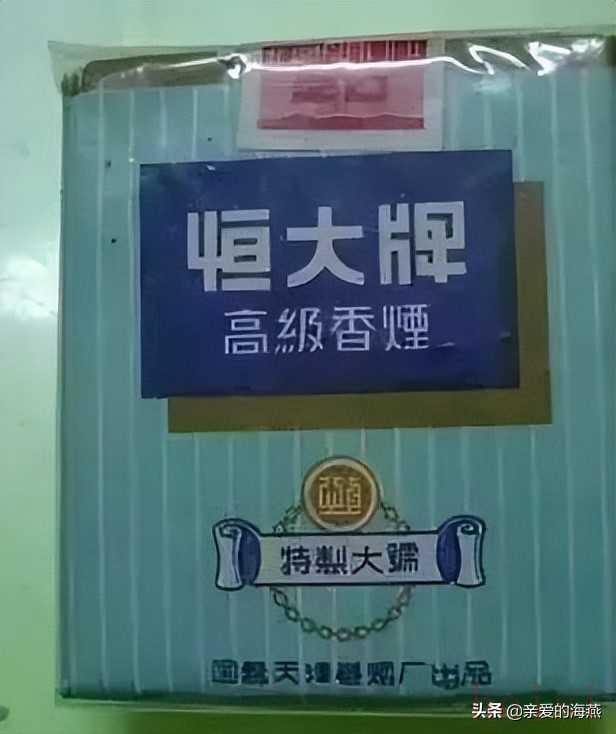 恒大牌
高級香煙
特製大號
國營天津卷烟厂出品
头条 @亲爱的海燕